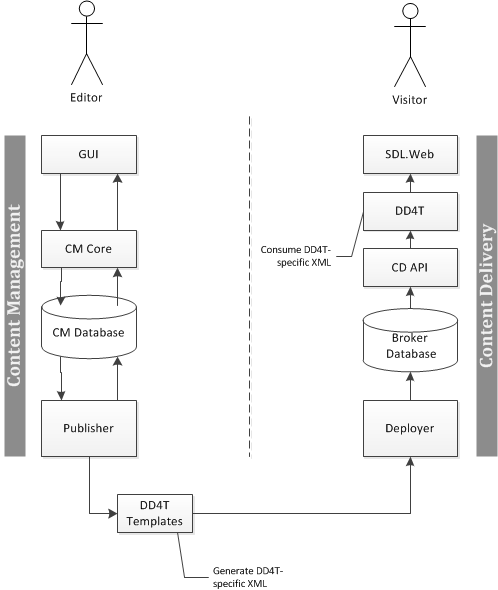 Editor
Visitor
Content Management
GUI
CM Core
CM Database
Publisher
DD4T
Templates
Generate DD4T-
specific XML
SDL.Web
DD4T
Consume DD4T-
specific XML
CD API
Broker
Database
Deployer
Content Delivery